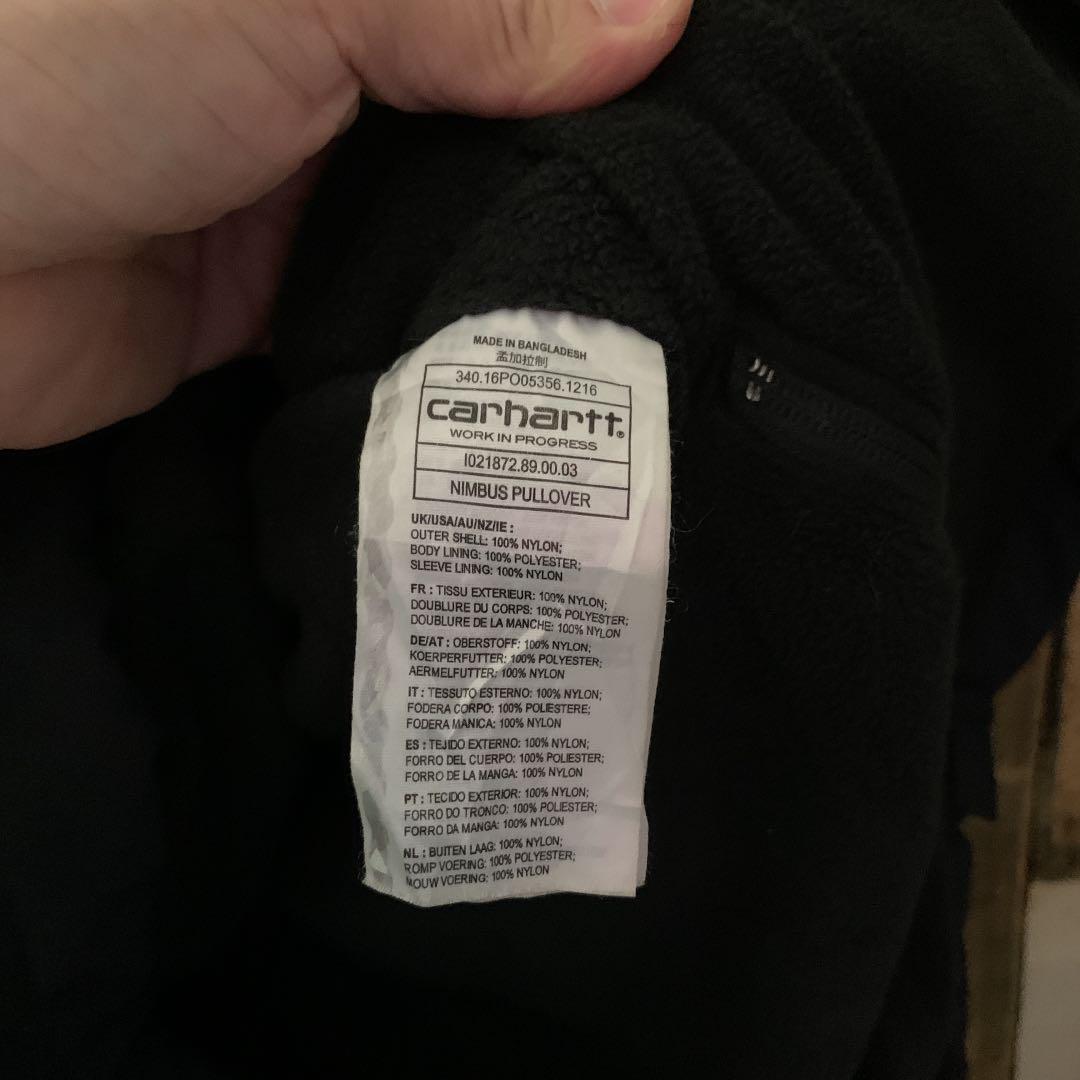 MADE IN BANGLADESH
孟加拉制
340.16PO05356.1216
carhartt®
WORK IN PROGRESS
I021872.89.00.03
NIMBUS PULLOVER
UK/USA/AU/NZ/IE :
OUTER SHELL: 100% NYLON;
BODY LINING: 100% POLYESTER;
SLEEVE LINING: 100% NYLON
FR : TISSU EXTERIEUR: 100% NYLON;
DOUBLURE DU CORPS: 100% POLYESTER;
DOUBLURE DE LA MANCHE: 100% NYLON
DE/AT : OBERSTOFF: 100% NYLON;
KOERPERFUTTER: 100% POLYESTER;
AERMELFUTTER: 100% NYLON
IT : TESSUTO ESTERNO: 100% NYLON;
FODERA CORPO: 100% POLIESTERE;
FODERA MANICA: 100% NYLON
ES : TEJIDO EXTERNO: 100% NYLON;
FORRO DEL CUERPO: 100% POLIESTER;
FORRO DE LA MANGA: 100% NYLON
PT : TECIDO EXTERIOR: 100% NYLON;
FORRO DO TRONCO: 100% POLIESTER;
FORRO DA MANGA: 100% NYLON
NL : BUITEN LAAG: 100% NYLON;
ROMP VOERING: 100% POLYESTER;
MOUW VOERING: 100% NYLON